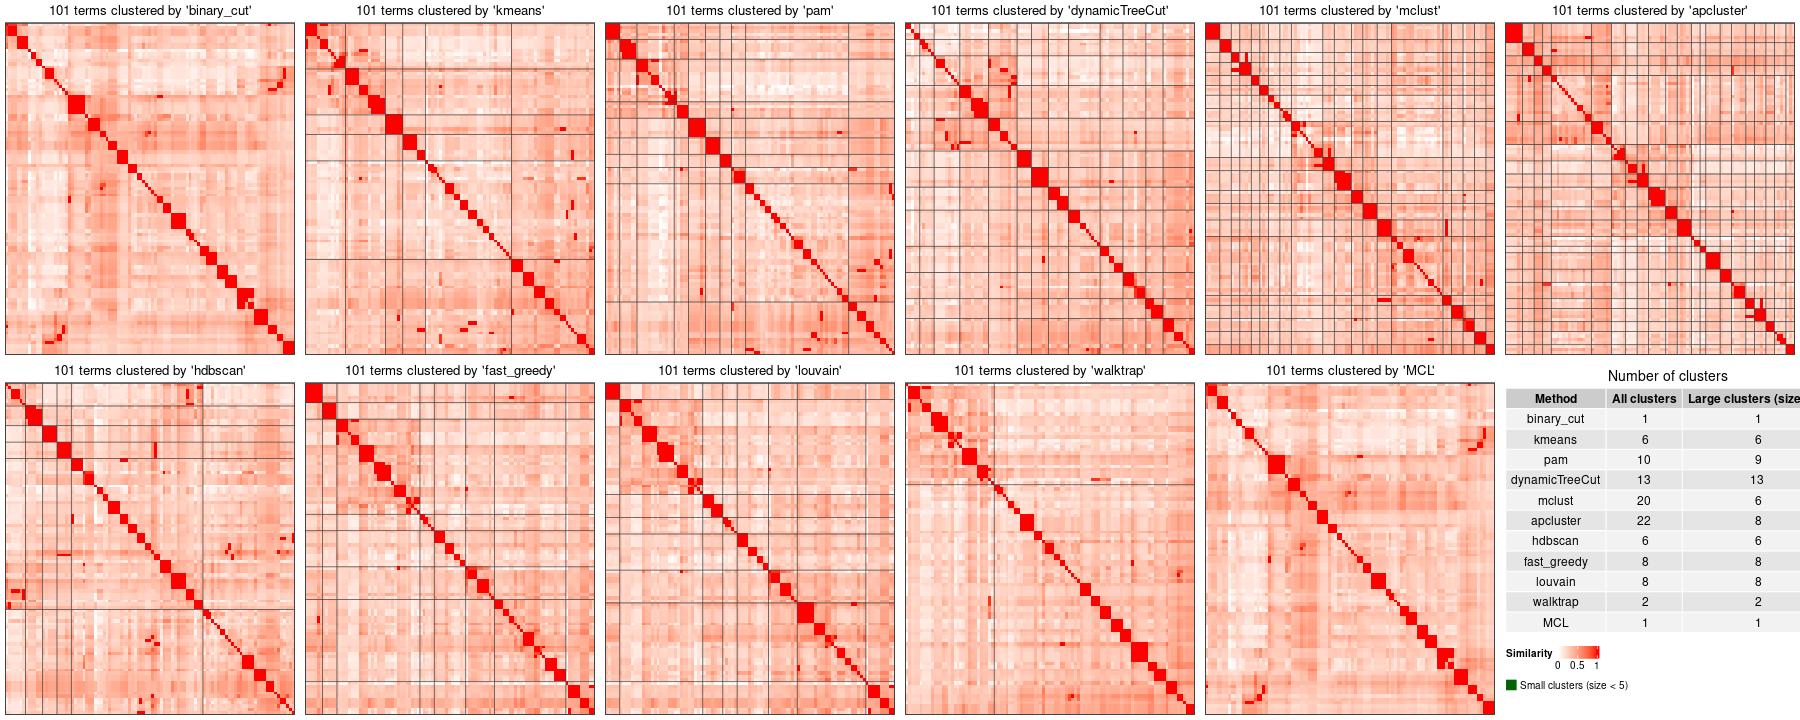 101 terms clustered by 'binary_cut'
101 terms clustered by 'kmeans'
101 terms clustered by 'pam'
101 terms clustered by 'dynamicTreeCut'
101 terms clustered by 'mclust'
101 terms clustered by 'apcluster'
101 terms clustered by 'hdbscan'
101 terms clustered by 'fast_greedy'
101 terms clustered by 'louvain'
101 terms clustered by 'walktrap'
101 terms clustered by 'MCL'
Number of clusters
Method All clusters Large clusters (size
binary_cut 1 1
kmeans 6 6
pam 10 9
dynamicTreeCut 13 13
mclust 20 6
apcluster 22 8
hdbscan 6 6
fast_greedy 8 8
louvain 8 8
walktrap 2 2
MCL 1 1
Similarity
0 0.5 1
Small clusters (size < 5)